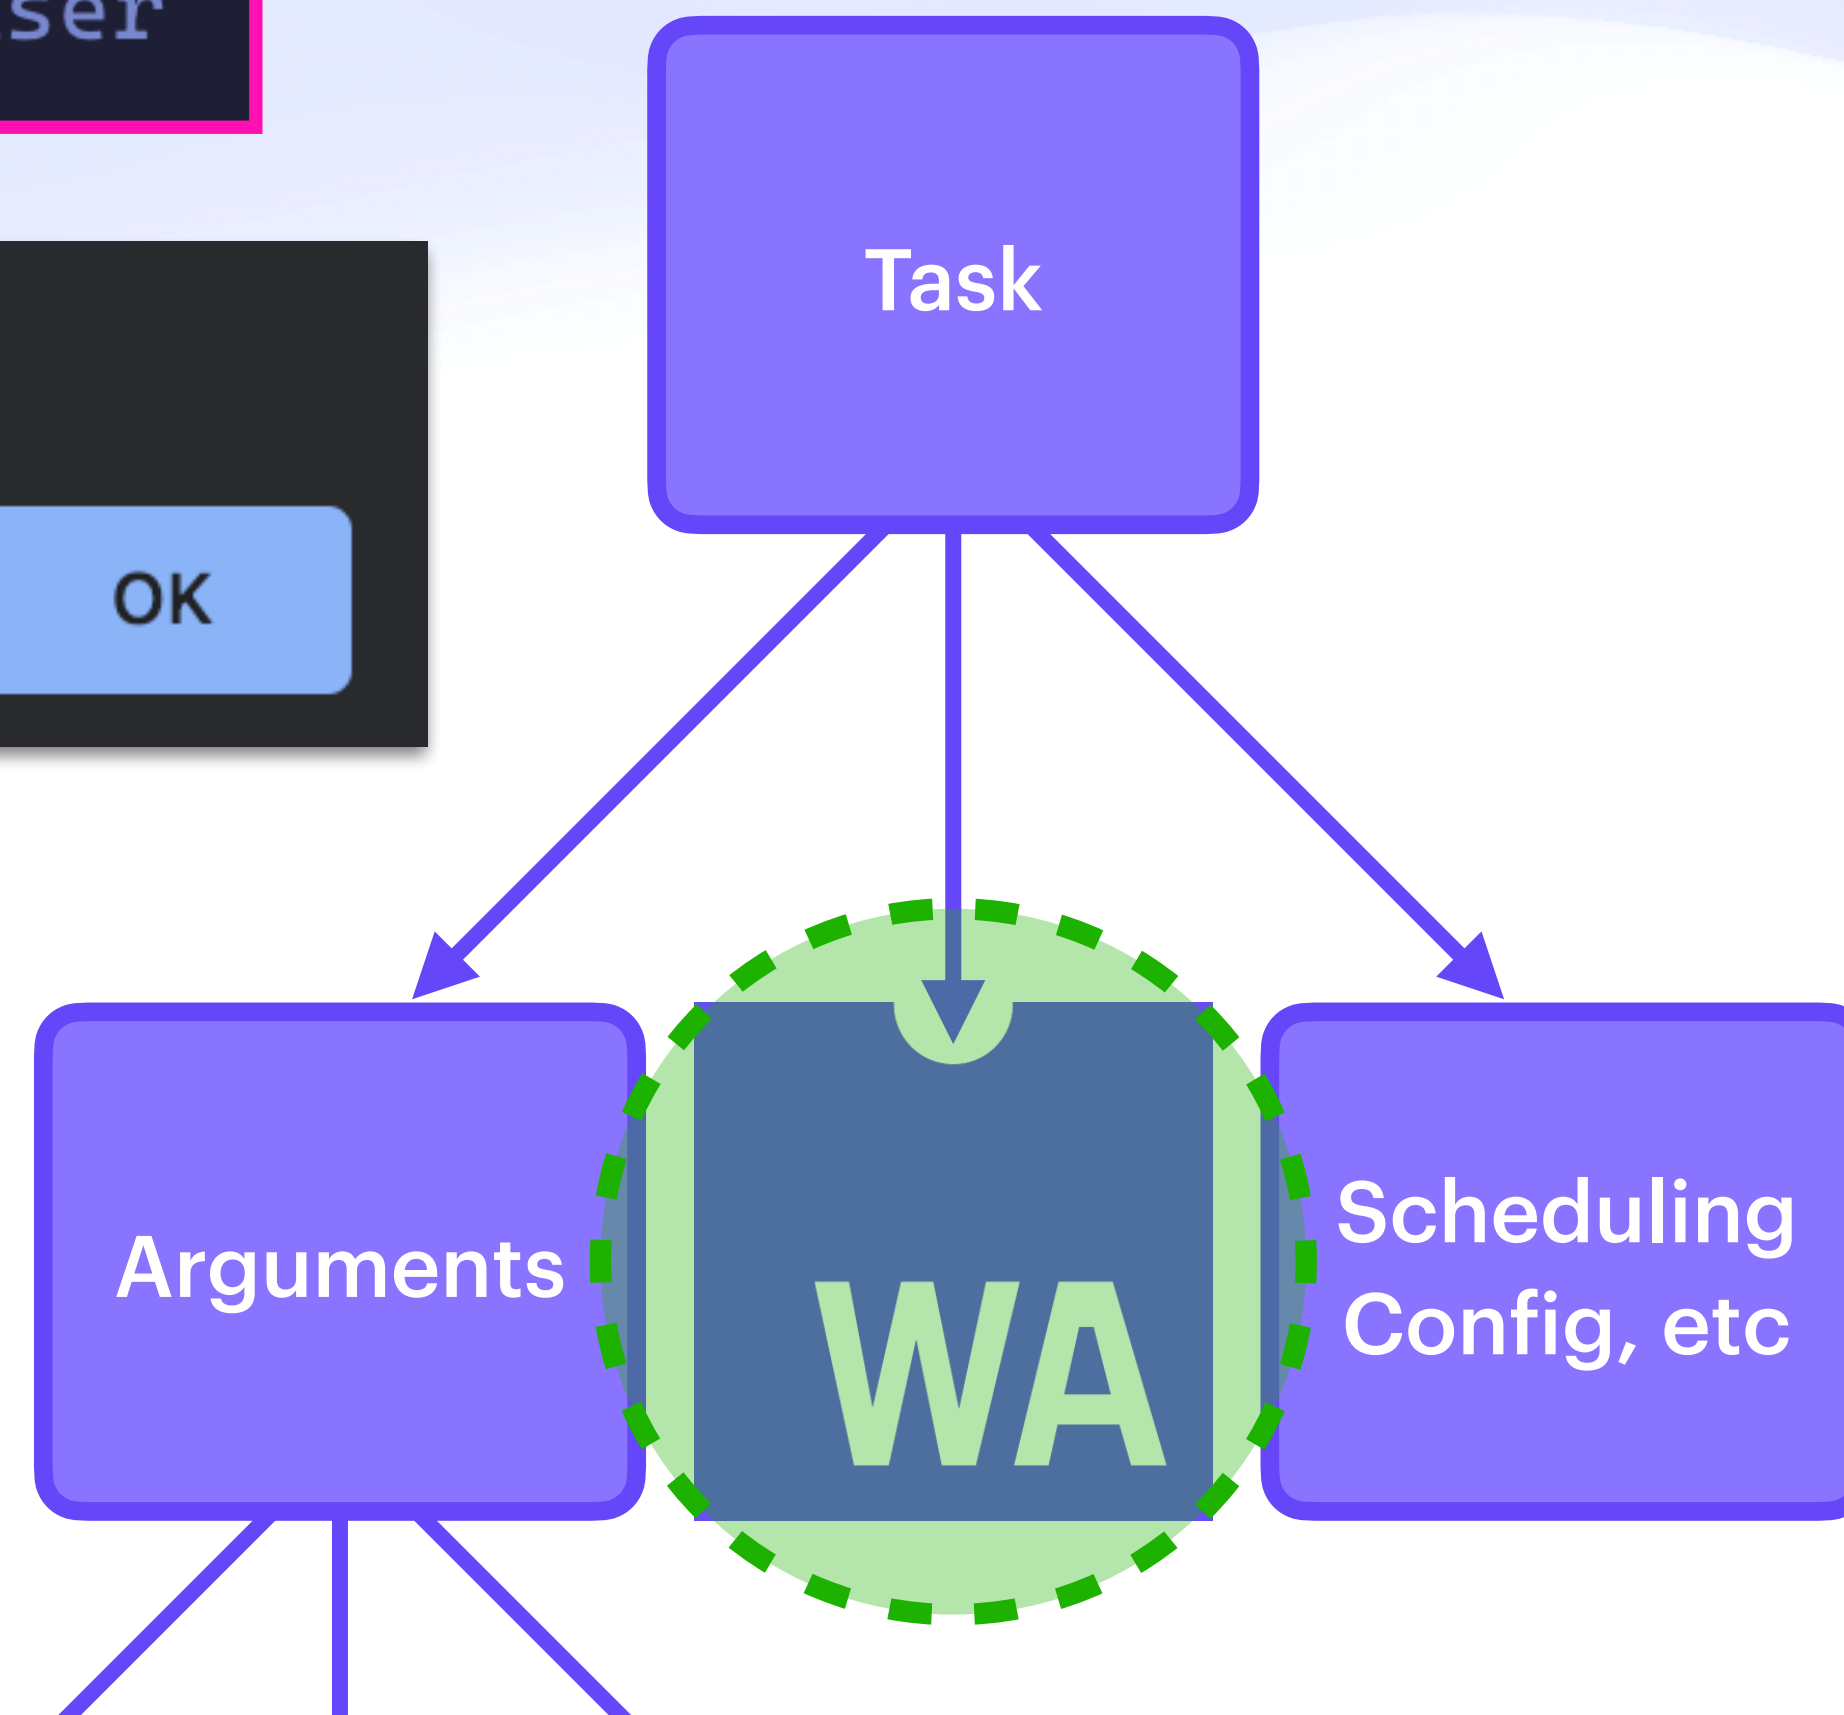 ser
Task
OK
Arguments
WA
Scheduling
Config, etc